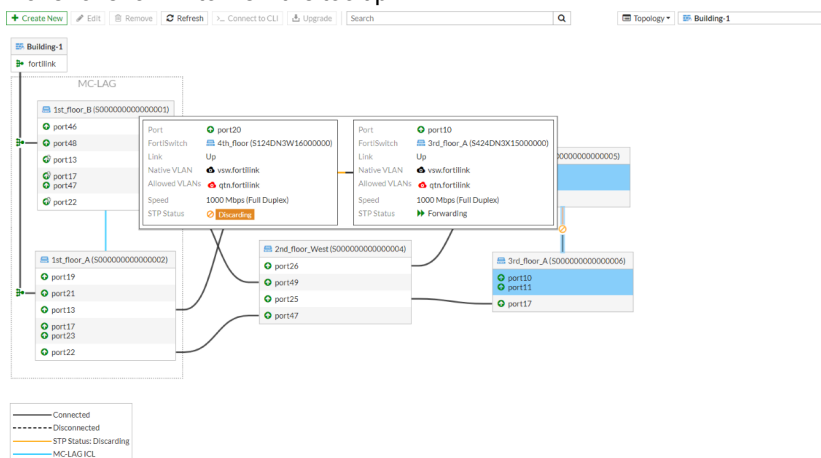 Create New Edit Remove Refresh >_ Connect to CLI Upgrade Search Topology Building-1
Building-1
fortilink
MC-LAG
1st_floor_B (S000000000000001)
port46
port48
port13
port17
port47
port22
Port port20
FortiSwitch 4th_floor (S124DN3W16000000)
Link Up
Native VLAN vsw.fortilink
Allowed VLANs qtn.fortilink
Speed 1000 Mbps (Full Duplex)
STP Status Discarding
Port port10
FortiSwitch 3rd_floor_A (S424DN3X15000000)
Link Up
Native VLAN vsw.fortilink
Allowed VLANs qtn.fortilink
Speed 1000 Mbps (Full Duplex)
STP Status Forwarding
1st_floor_A (S000000000000002)
port19
port21
port13
port17
port23
port22
2nd_floor_West (S000000000000004)
port26
port49
port25
port47
3rd_floor_A (S000000000000006)
port10
port11
port17
Connected
Disconnected
STP Status: Discarding
MC-LAG ICL